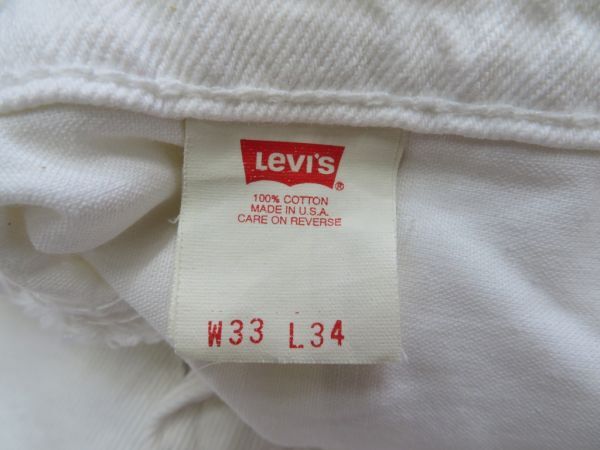 LEVI'S ®
100% COTTON
MADE IN U.S.A.
CARE ON REVERSE
W33 L34